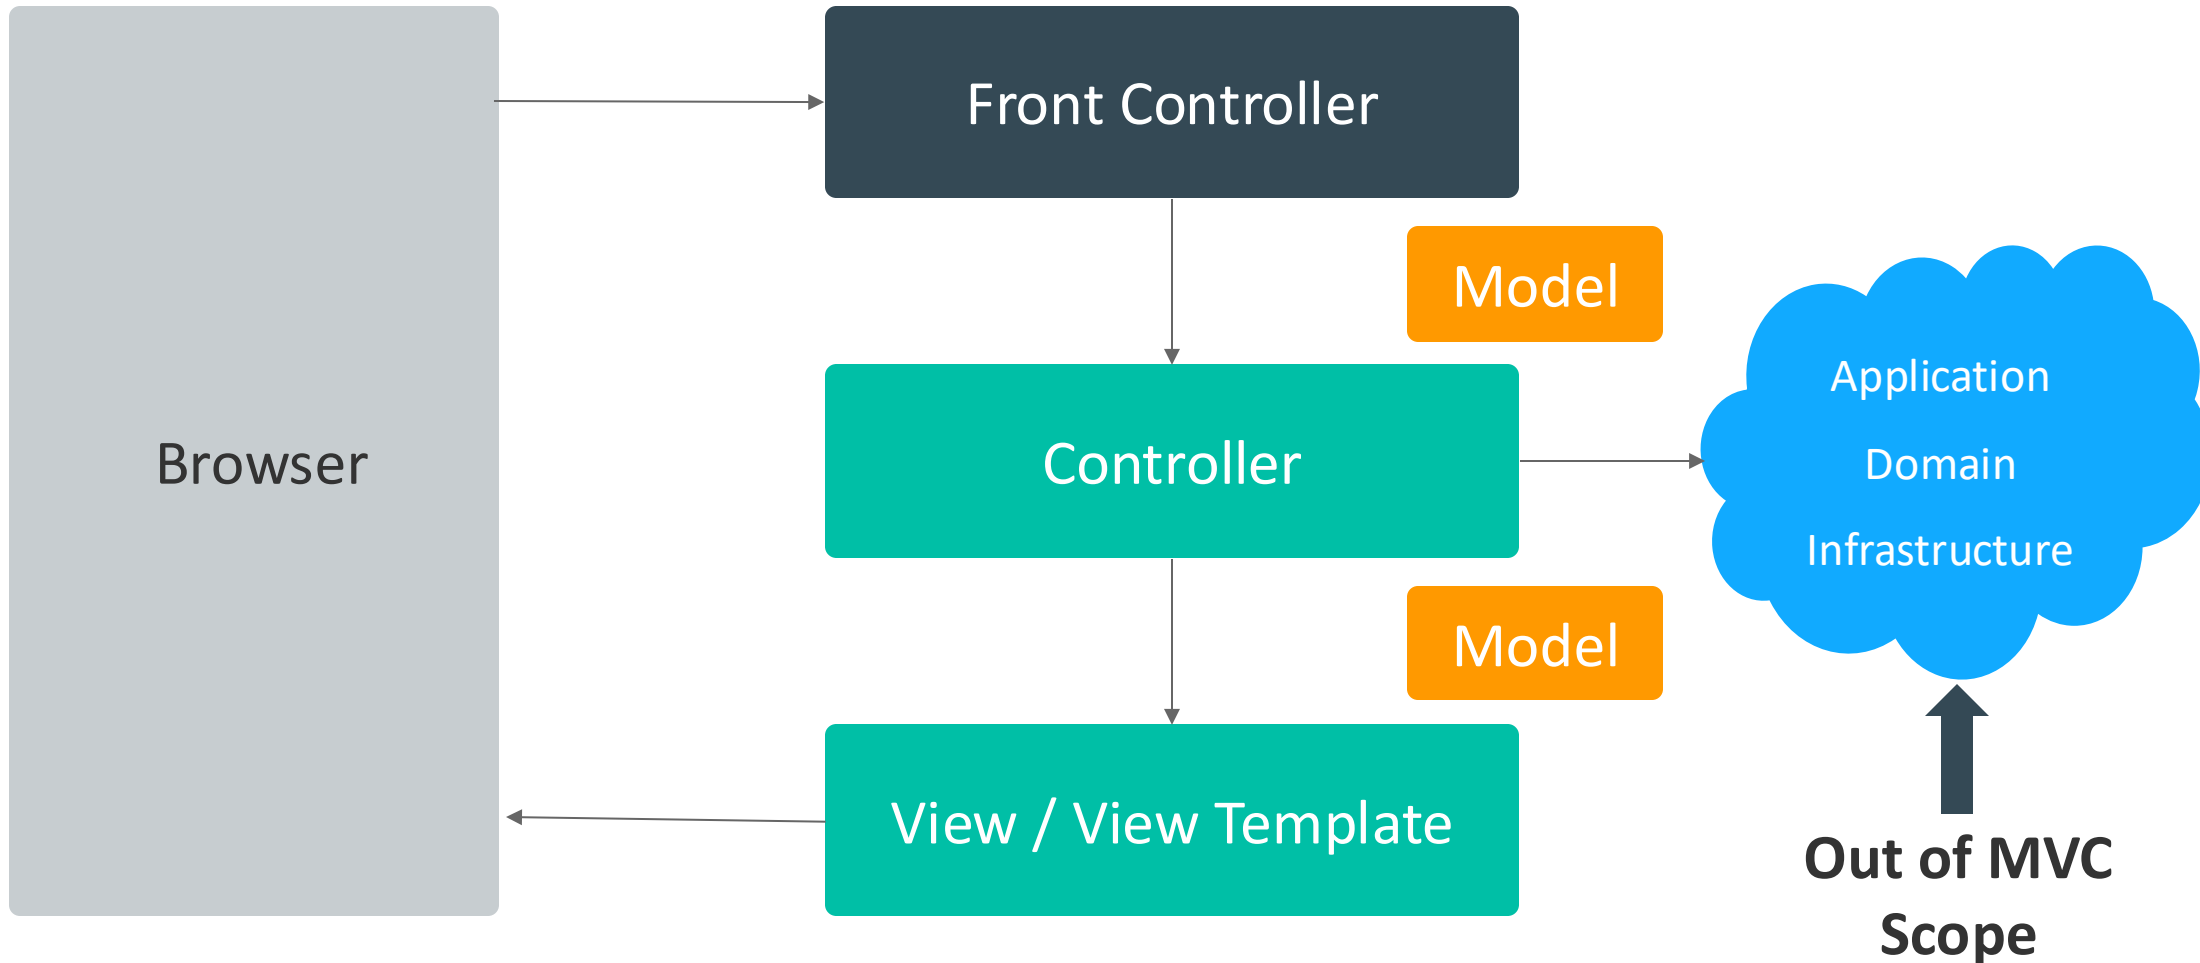 Front Controller
Model
Application
Browser
Controller
Domain
Infrastructure
Model
View / View Template
Out of MVC
Scope